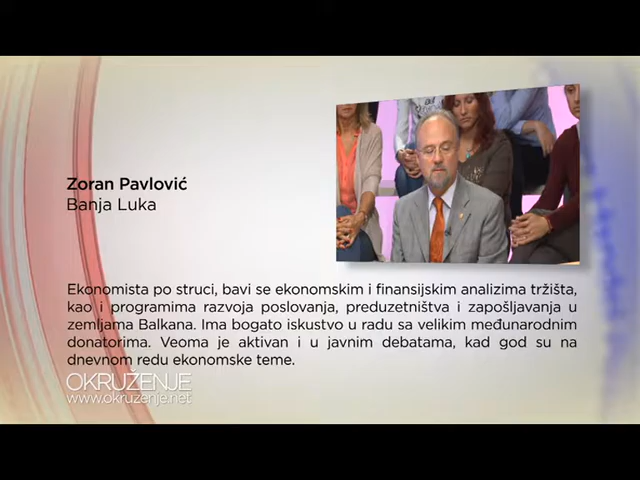 Zoran Pavlović
Banja Luka
Ekonomista po struci, bavi se ekonomskim i finansijskim analizima tržišta,
kao i programima razvoja poslovanja, preduzetništva i zapošljavanja u
zemljama Balkana. Ima bogato iskustvo u radu sa velikim međunarodnim
donatorima. Veoma je aktivan i u javnim debatama, kad god su na
dnevnom redu ekonomske teme.
OKRUŽENJE
www.okruzenje.net